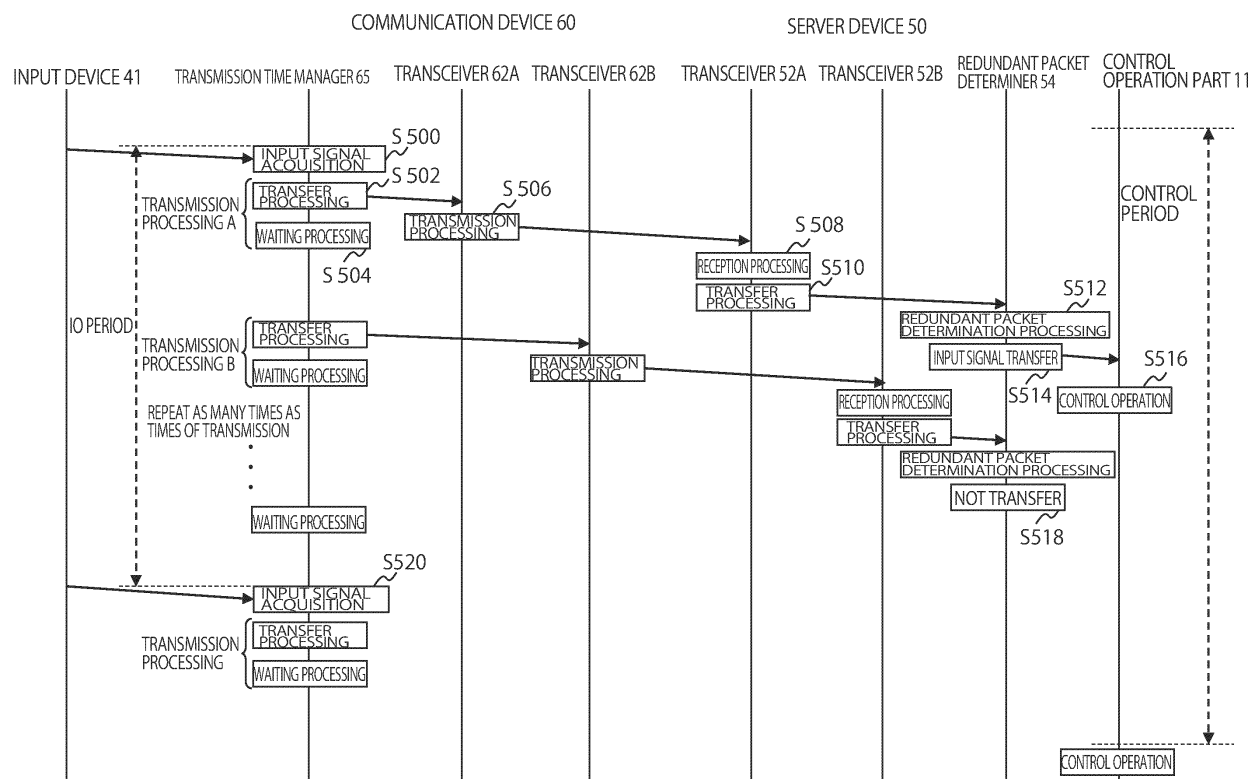 COMMUNICATION DEVICE 60
SERVER DEVICE 50
INPUT DEVICE 41
TRANSMISSION TIME MANAGER 65
TRANSCEIVER 62A
TRANSCEIVER 62B
TRANSCEIVER 52A
TRANSCEIVER 52B
REDUNDANT PACKET
DETERMINER 54
CONTROL
OPERATION PART 11
S 500
INPUT SIGNAL
ACQUISITION
S 502
TRANSFER
PROCESSING
TRANSMISSION
PROCESSING A
WAITING PROCESSING
S 504
S 506
TRANSMISSION
PROCESSING
S 508
RECEPTION PROCESSING
S510
TRANSFER
PROCESSING
CONTROL
PERIOD
S512
REDUNDANT PACKET
DETERMINATION PROCESSING
INPUT SIGNAL TRANSFER
S514
S516
CONTROL OPERATION
IO PERIOD
TRANSMISSION
PROCESSING B
TRANSFER
PROCESSING
WAITING PROCESSING
TRANSMISSION
PROCESSING
RECEPTION PROCESSING
TRANSFER
PROCESSING
REDUNDANT PACKET
DETERMINATION PROCESSING
NOT TRANSFER
S518
REPEAT AS MANY TIMES AS
TIMES OF TRANSMISSION
WAITING PROCESSING
S520
INPUT SIGNAL
ACQUISITION
TRANSMISSION
PROCESSING
TRANSFER
PROCESSING
WAITING PROCESSING
CONTROL OPERATION